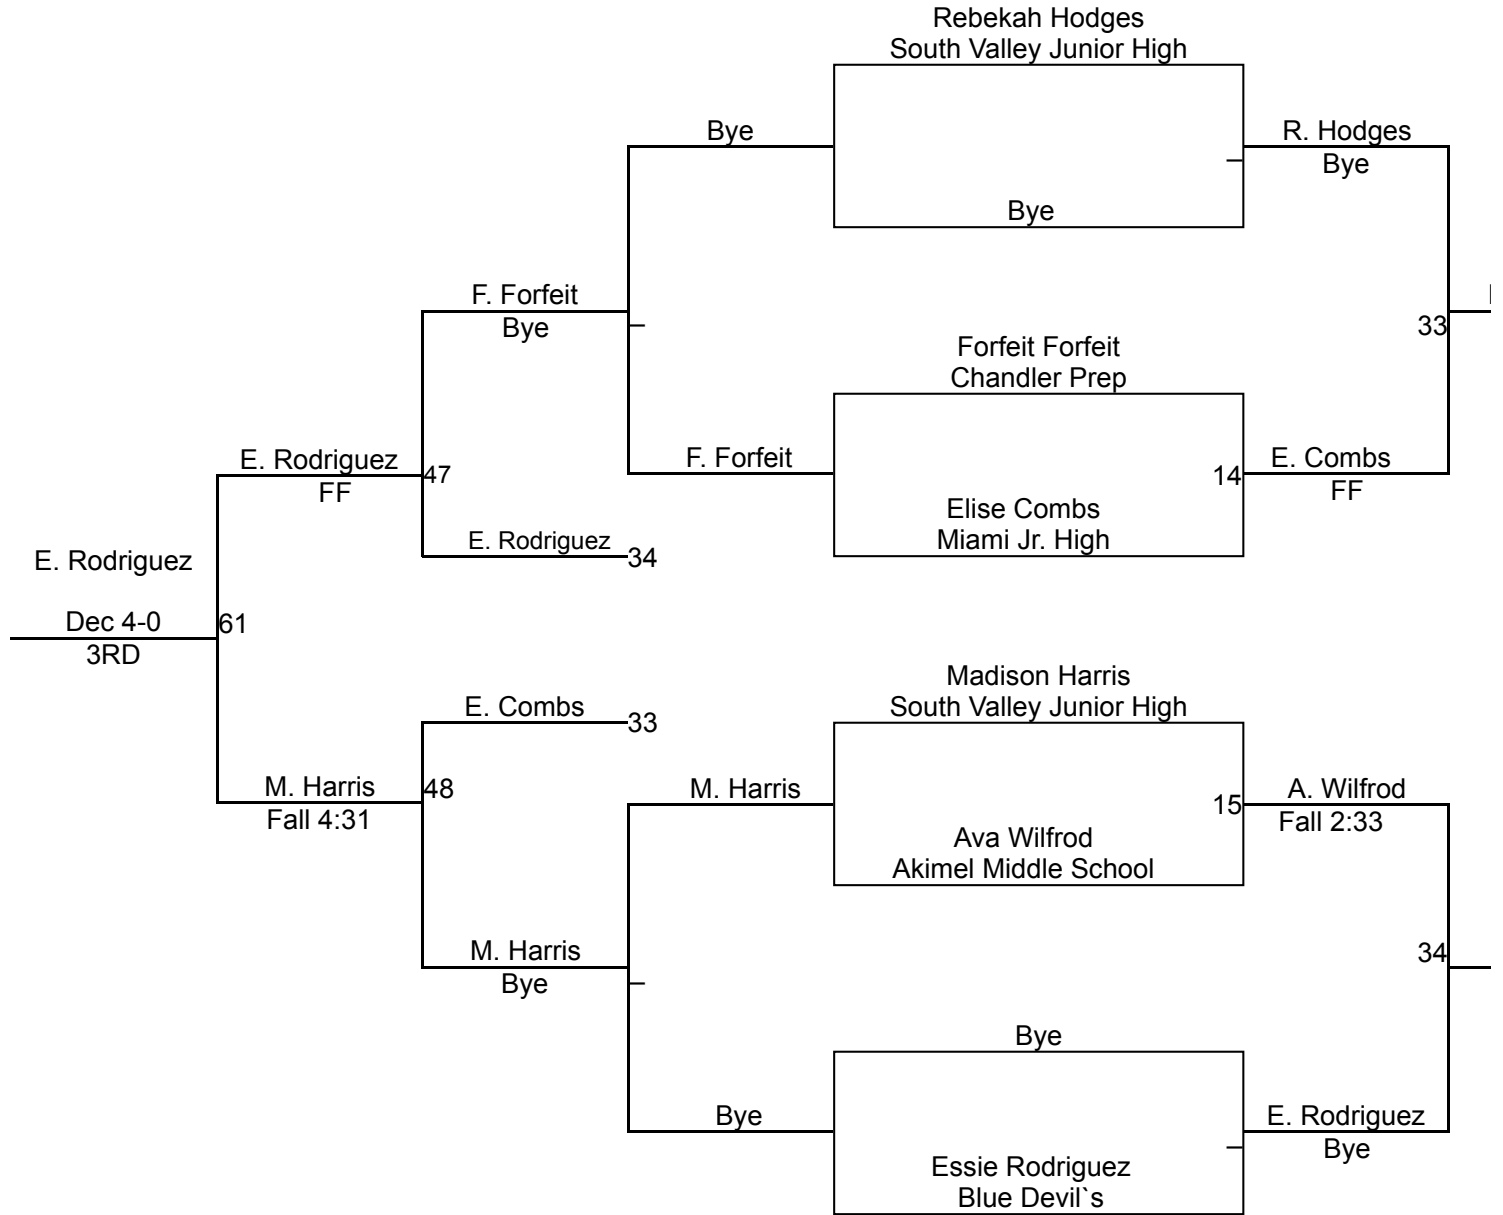 Rebekah Hodges
South Valley Junior High
Bye
R. Hodges
Bye
Bye
F. Forfeit
Bye
33
Forfeit Forfeit
Chandler Prep
E. Rodriguez
FF
47
F. Forfeit
14
E. Combs
FF
Elise Combs
Miami Jr. High
E. Rodriguez
34
E. Rodriguez
Dec 4-0
3RD
61
Madison Harris
South Valley Junior High
E. Combs
33
M. Harris
Fall 4:31
48
M. Harris
15
A. Wilfrod
Fall 2:33
Ava Wilfrod
Akimel Middle School
M. Harris
Bye
34
Bye
Bye
E. Rodriguez
Bye
Essie Rodriguez
Blue Devil`s